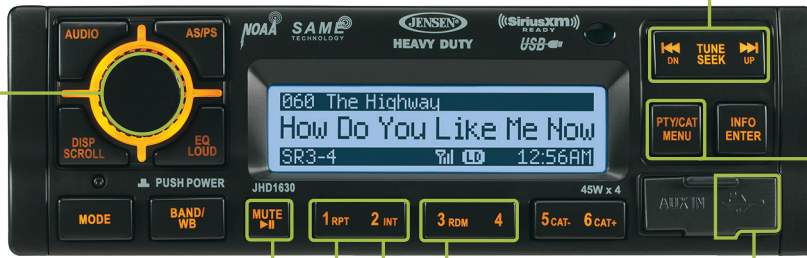 AUDIO
AS/PS
NOAA
SAME
TECHNOLOGY
JENSEN®
HEAVY DUTY
((SiriusXM))
READY
USB
TUNE
SEEK
DN
UP
060 The Highway
How Do You Like Me Now
SR3-4
LD
12:56AM
DISP
SCROLL
EQ
LOUD
PTY/CAT
MENU
INFO
ENTER
PUSH POWER
JHD1630
45W x 4
MODE
BAND/
WB
MUTE
1 RPT
2 INT
3 RDM
4
5 CAT-
6 CAT+
AUX IN